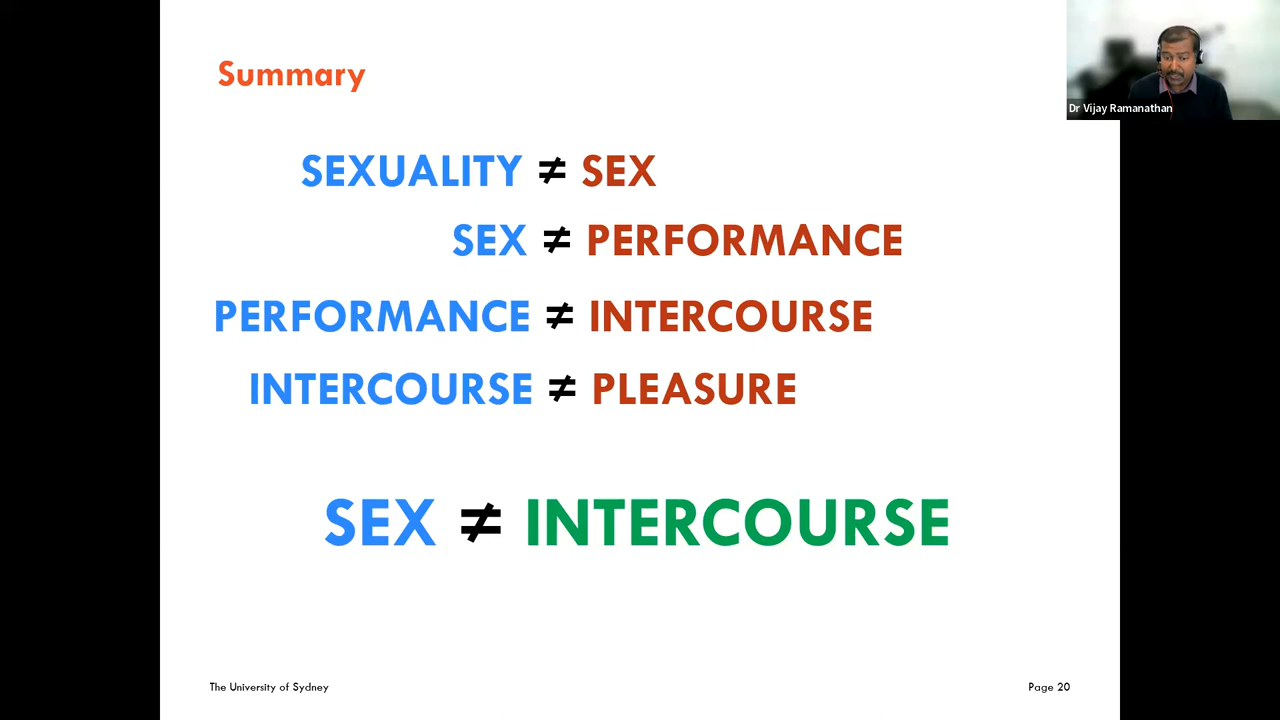 Summary
Dr Vijay Ramanathan
SEXUALITY ≠ SEX
SEX ≠ PERFORMANCE
PERFORMANCE ≠ INTERCOURSE
INTERCOURSE ≠ PLEASURE
SEX ≠ INTERCOURSE
The University of Sydney
Page 20